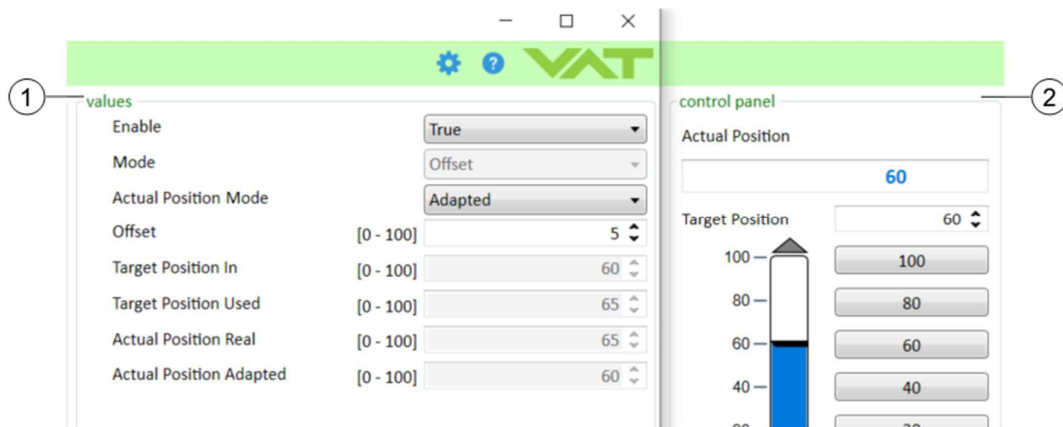 VAT
1
values
Enable
True
Mode
Offset
Actual Position Mode
Adapted
Offset [0 - 100] 5
Target Position In [0 - 100] 60
Target Position Used [0 - 100] 65
Actual Position Real [0 - 100] 65
Actual Position Adapted [0 - 100] 60
2
control panel
Actual Position
60
Target Position 60
100 100
80 80
60 60
40 40